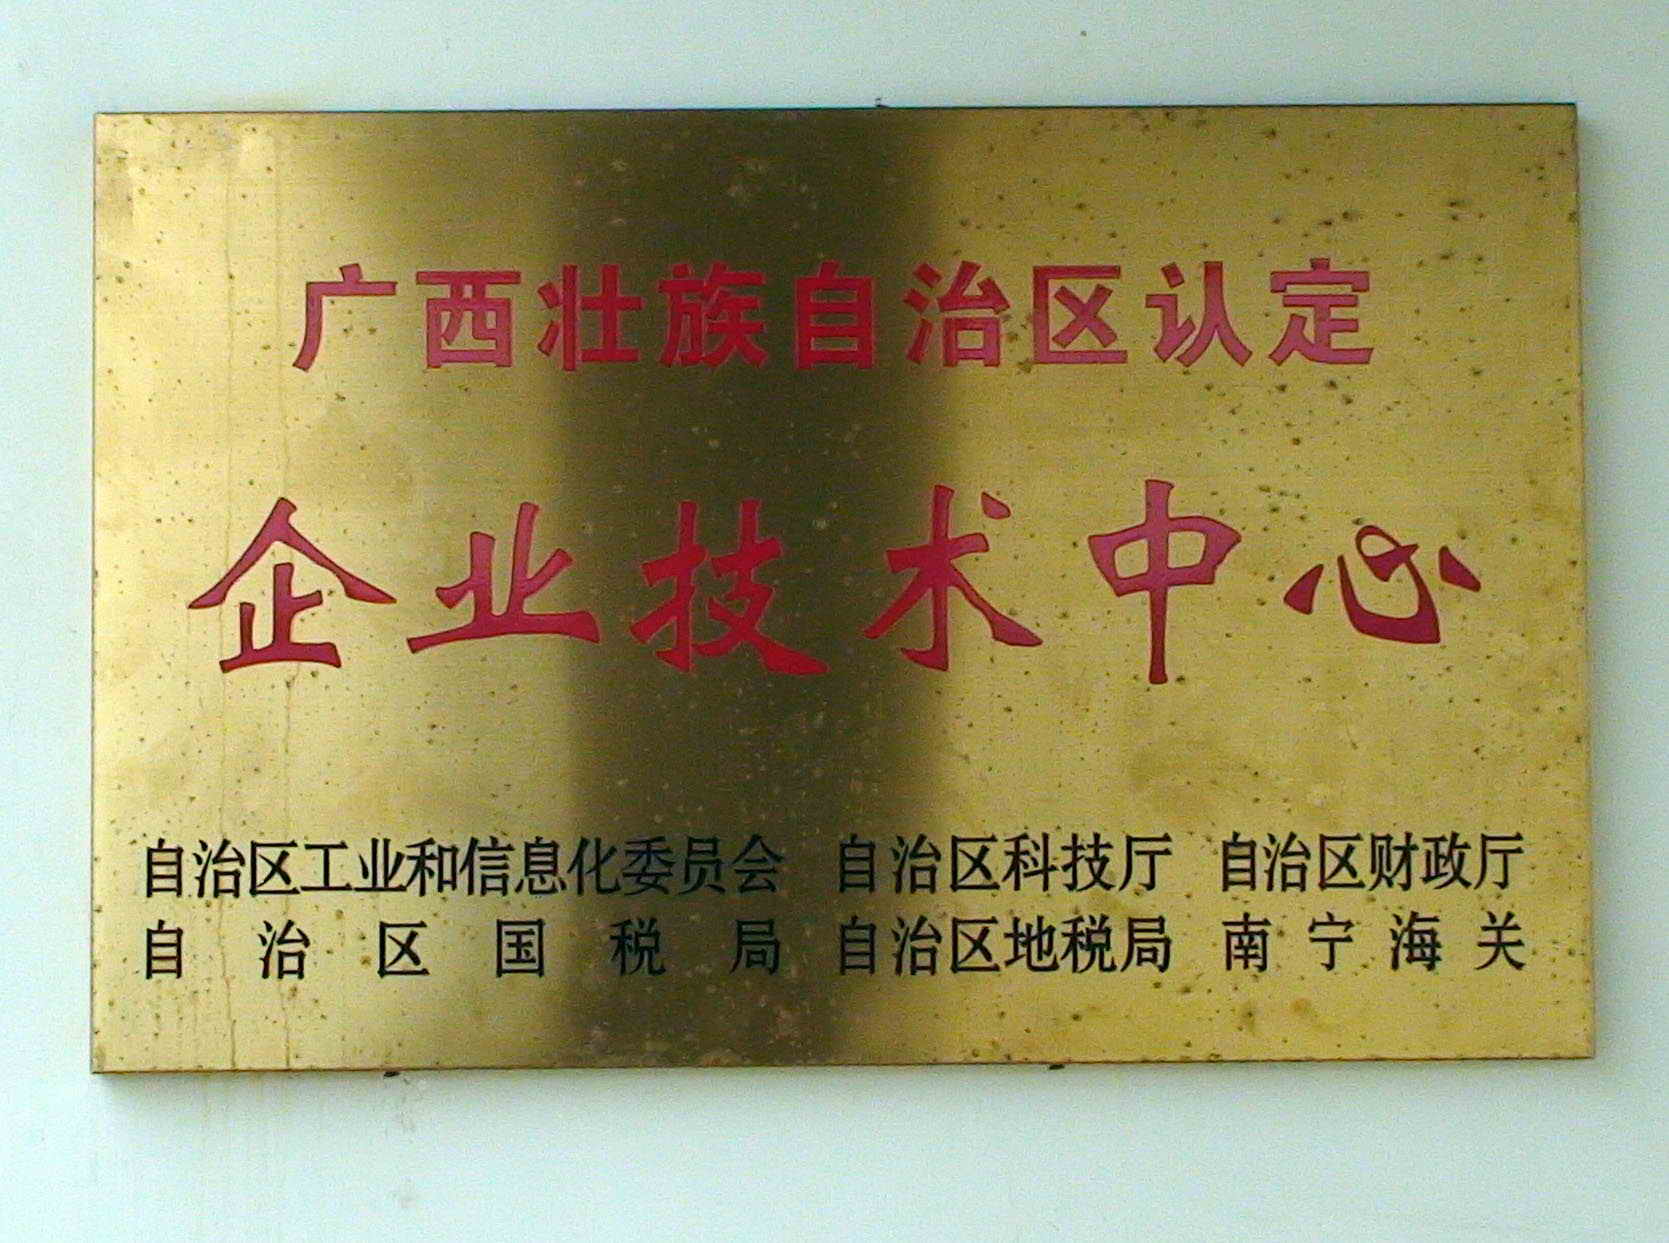 广西壮族自治区认定
企业技术中心
自治区工业和信息化委员会 自治区科技厅 自治区财政厅
自治区国税局 自治区地税局 南宁海关